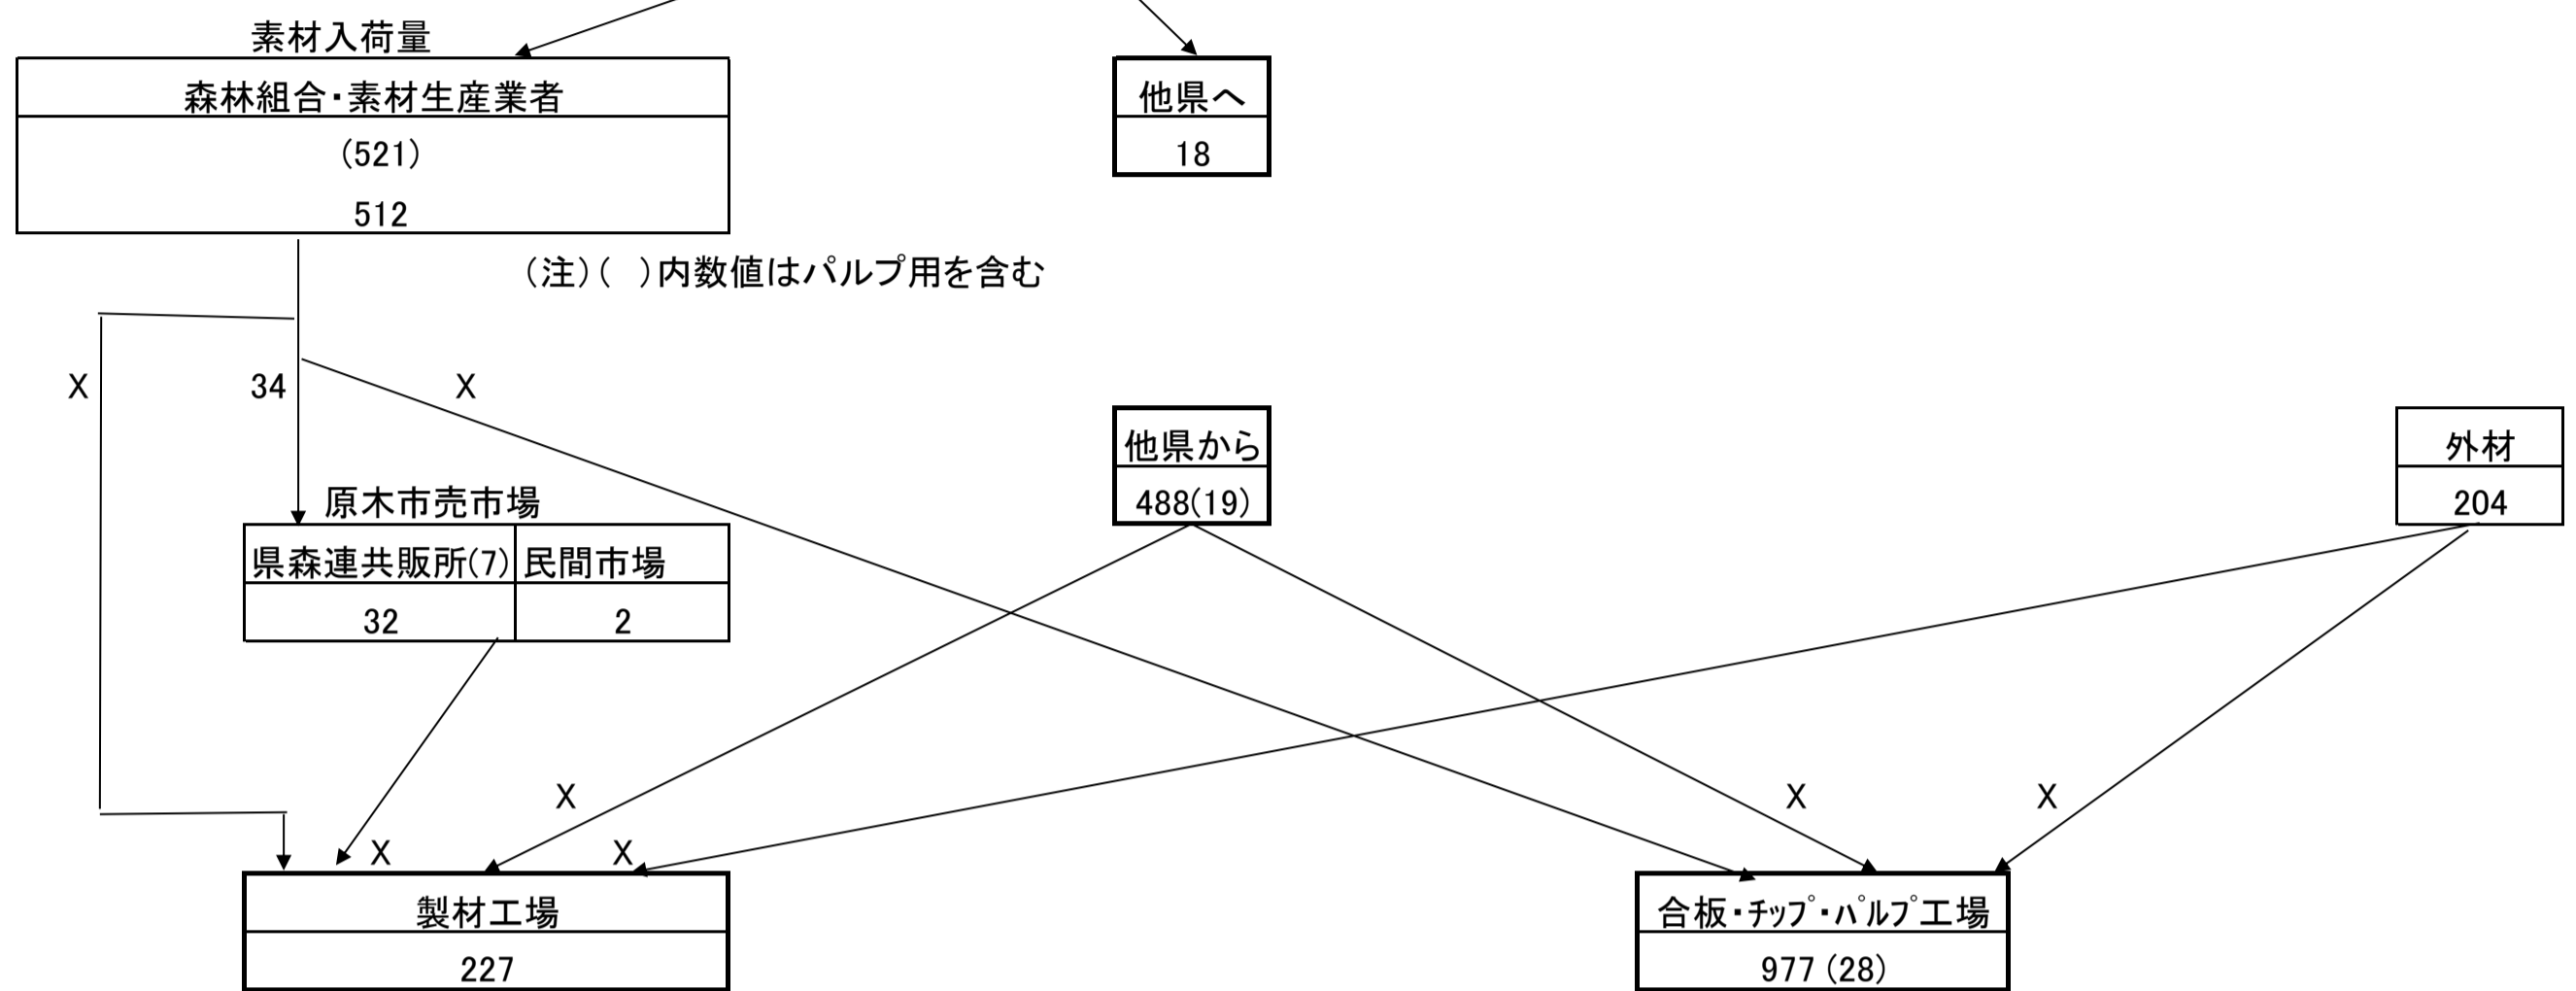 素材入荷量
森林組合・素材生産業者
(521)
512
他県へ
18
(注)( )内数値はパルプ用を含む
X
34
X
他県から
488(19)
外材
204
原木市売市場
県森連共販所(7)
民間市場
32
2
X
X
X
X
X
製材工場
227
合板・ﾁｯﾌﾟ・ﾊﾟﾙﾌﾟ工場
977 (28)